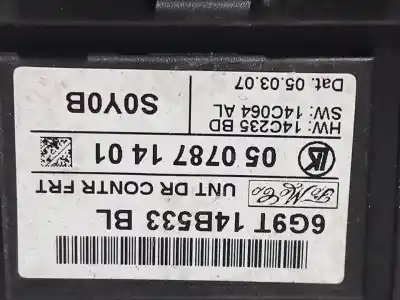 6G9T 14B533 BL
FoMoCo
UNT DR CONTR FRT
05 0787 14 01
HW: 14C235 BD
SW: 14C064 AL
S0Y0B
Dat. 05.03.07